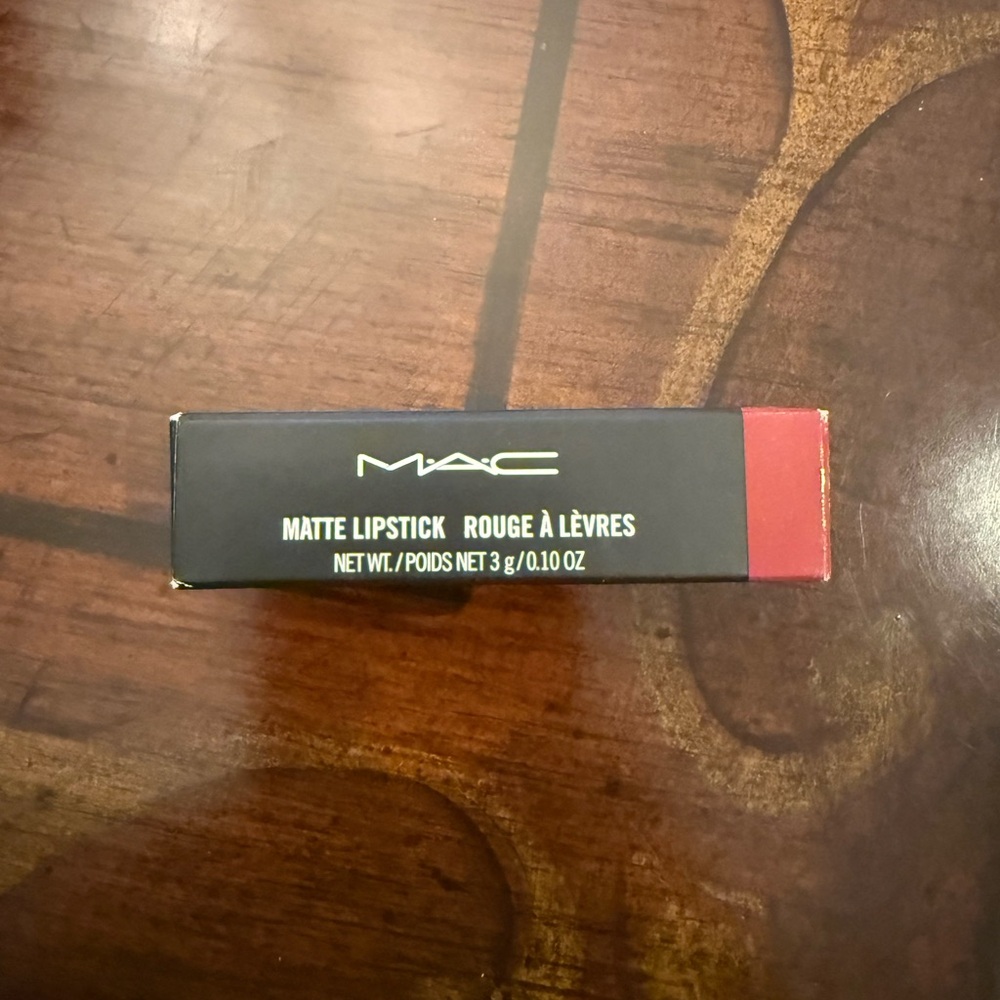 M·A·C
MATTE LIPSTICK ROUGE À LÈVRES
NET WT./POIDS NET 3 g/0.10 OZ